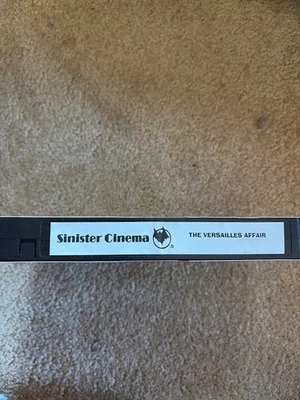 Sinister Cinema ®
THE VERSAILLES AFFAIR